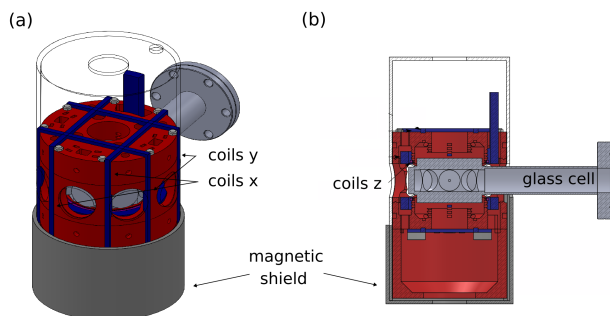 (a)
(b)
coils y
coils x
coils z
glass cell
magnetic
shield